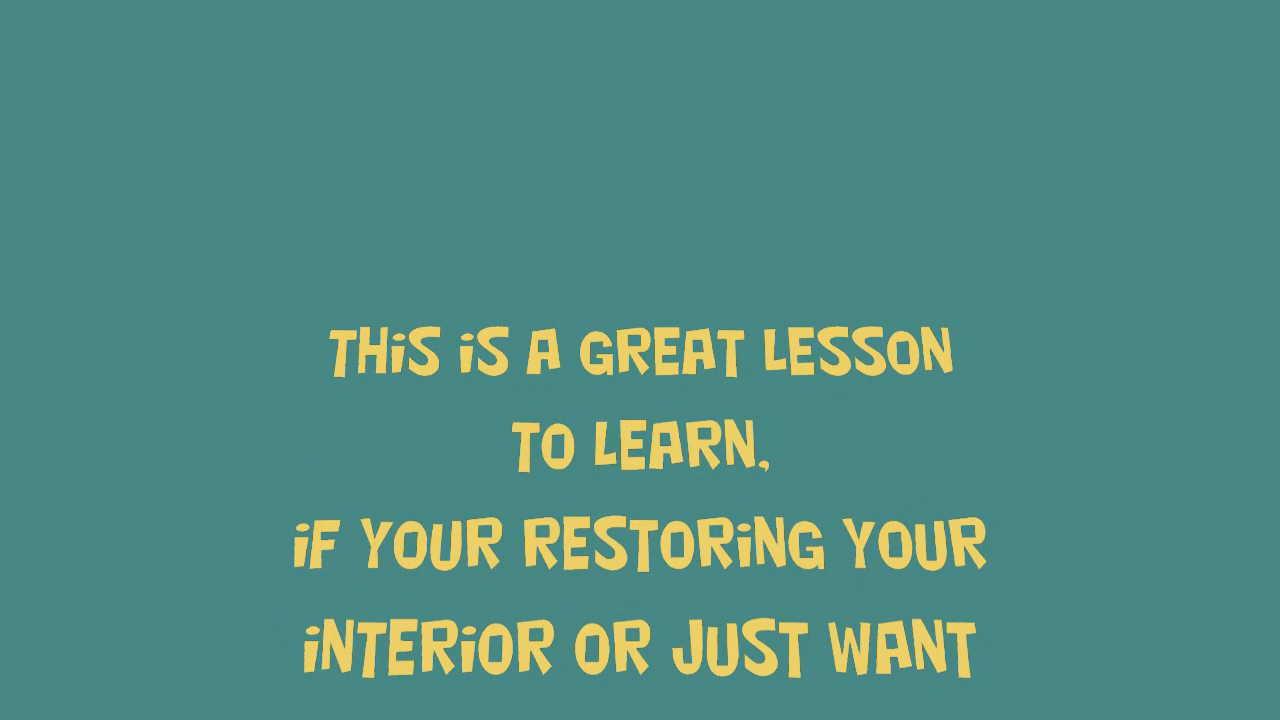 THiS iS A GREAT LESSON
TO LEARN,
iF YOUR RESTORiNG YOUR
iNTERiOR OR JUST WANT